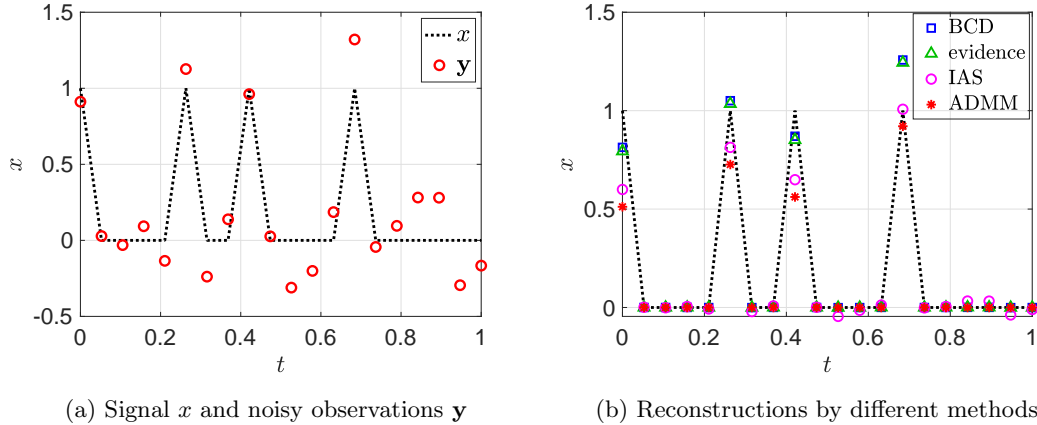 1.5
1
0.5
0
-0.5
x
0
0.2
0.4
0.6
0.8
1
t
x
y
(a) Signal x and noisy observations y
1.5
1
0.5
0
x
0
0.2
0.4
0.6
0.8
1
t
BCD
evidence
IAS
ADMM
(b) Reconstructions by different methods